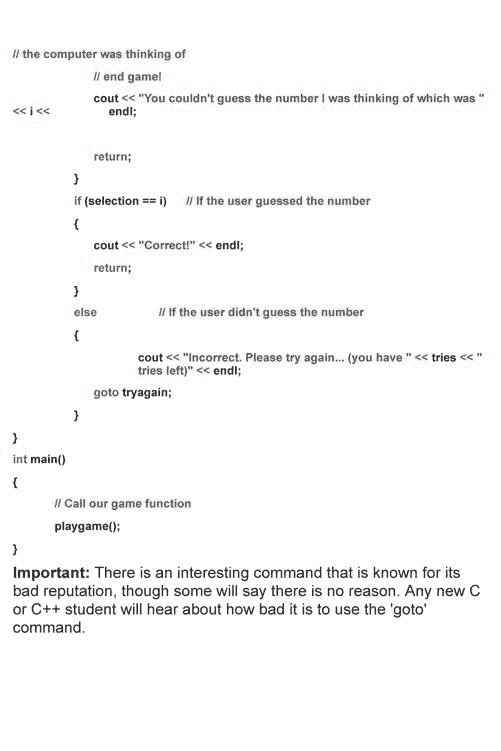 // the computer was thinking of
// end game!
cout << "You couldn't guess the number I was thinking of which was "
<< i << endl;
return;
}
if (selection == i) // If the user guessed the number
{
cout << "Correct!" << endl;
return;
}
else // If the user didn't guess the number
{
cout << "Incorrect. Please try again... (you have " << tries << "
tries left)" << endl;
goto tryagain;
}
}
int main()
{
// Call our game function
playgame();
}
Important: There is an interesting command that is known for its
bad reputation, though some will say there is no reason. Any new C
or C++ student will hear about how bad it is to use the 'goto'
command.